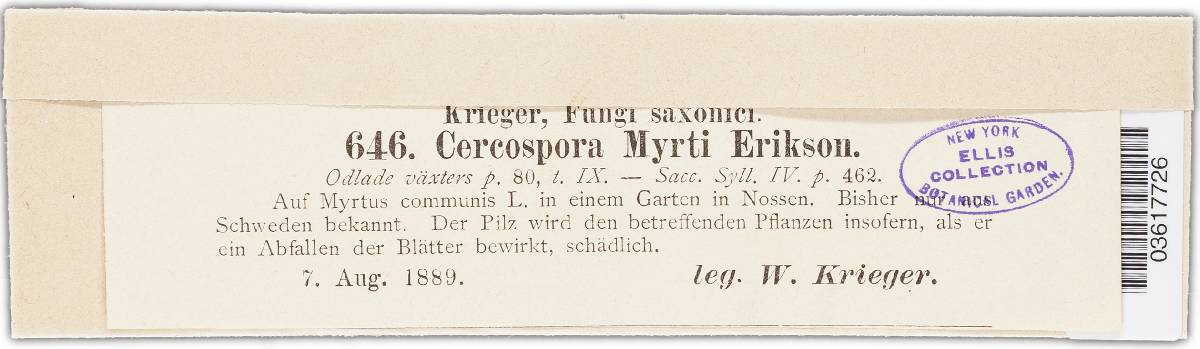 Krieger, Fungi saxonici.
646. Cercospora Myrti Erikson.
Odlade växters p. 80, t. IX. — Sacc. Syll. IV. p. 462.
Auf Myrtus communis L. in einem Garten in Nossen. Bisher nur aus
Schweden bekannt. Der Pilz wird den betreffenden Pflanzen insofern, als er
ein Abfallen der Blätter bewirkt, schädlich.
7. Aug. 1889.
leg. W. Krieger.
NEW YORK
ELLIS
COLLECTION
BOTANICAL GARDEN.
03617726